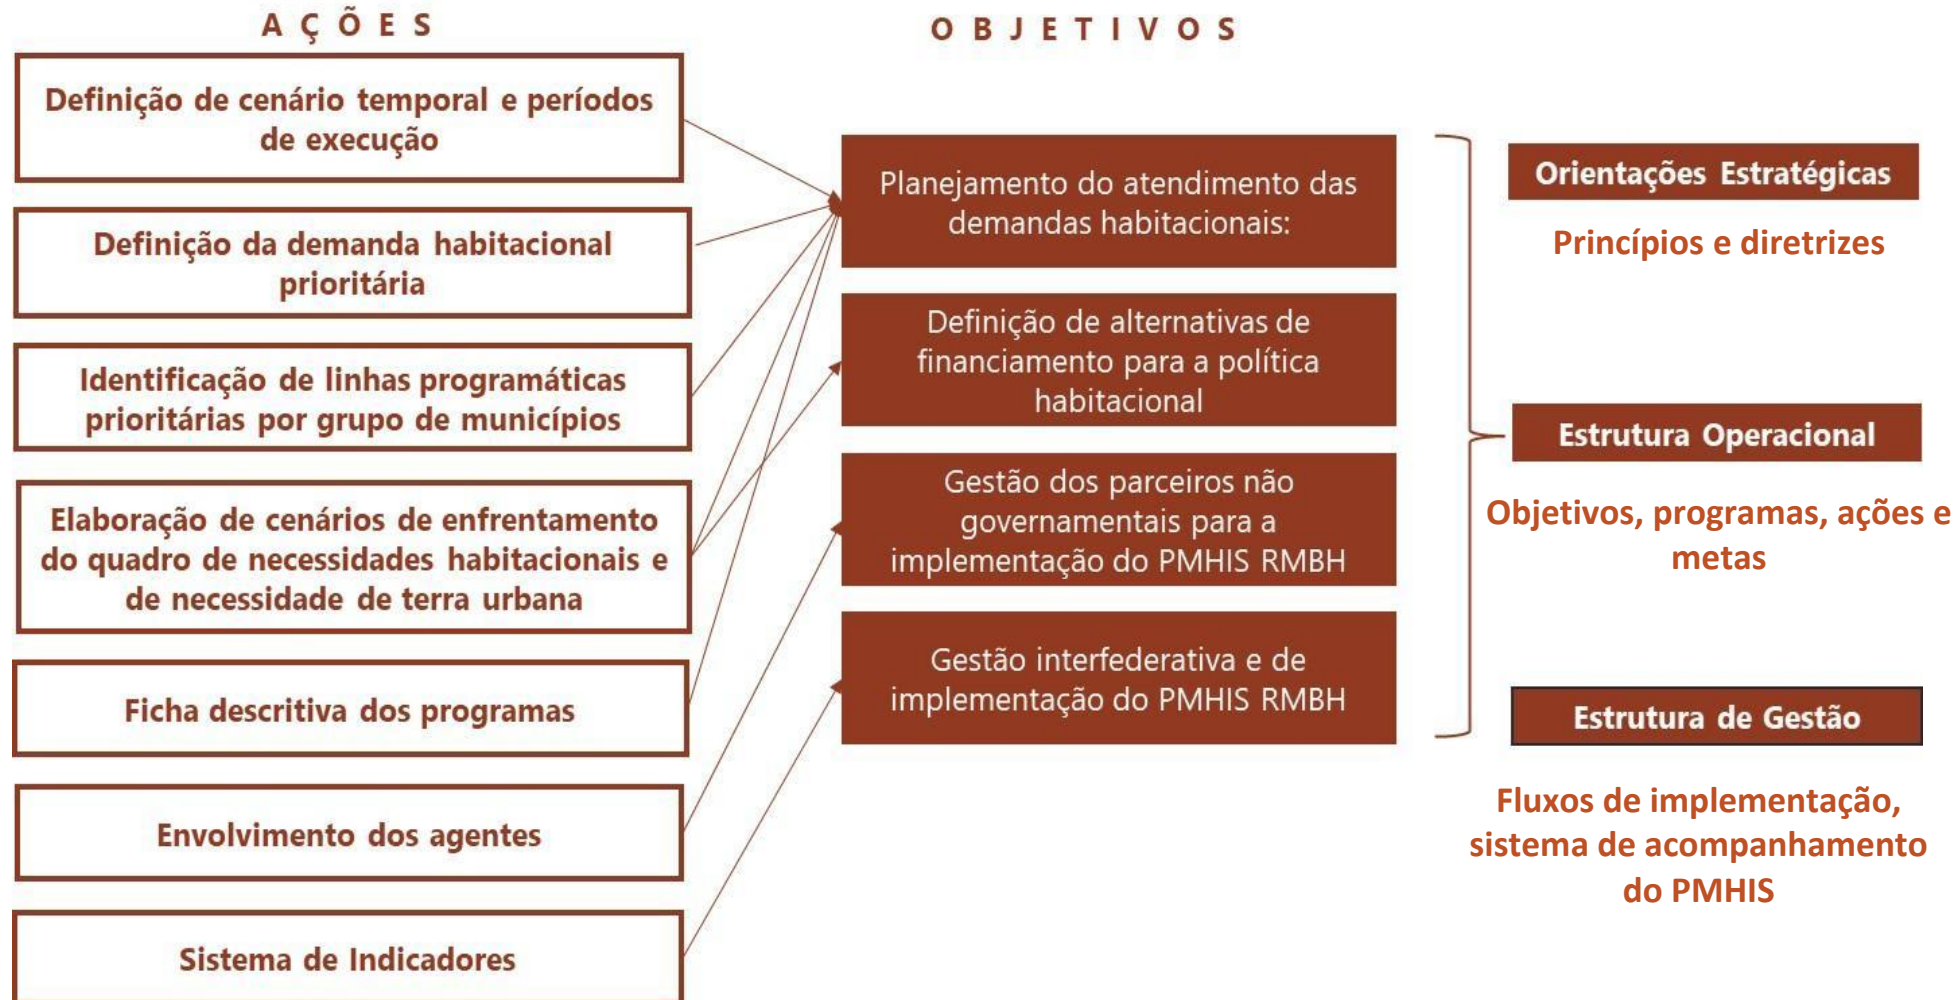 AÇÕES
Definição de cenário temporal e períodos
de execução
Definição da demanda habitacional
prioritária
Identificação de linhas programáticas
prioritárias por grupo de municípios
Elaboração de cenários de enfrentamento
do quadro de necessidades habitacionais e
de necessidade de terra urbana
Ficha descritiva dos programas
Envolvimento dos agentes
Sistema de Indicadores
OBJETIVOS
Planejamento do atendimento das
demandas habitacionais:
Definição de alternativas de
financiamento para a política
habitacional
Gestão dos parceiros não
governamentais para a
implementação do PMHIS RMBH
Gestão interfederativa e de
implementação do PMHIS RMBH
Orientações Estratégicas
Princípios e diretrizes
Estrutura Operacional
Objetivos, programas, ações e
metas
Estrutura de Gestão
Fluxos de implementação,
sistema de acompanhamento
do PMHIS